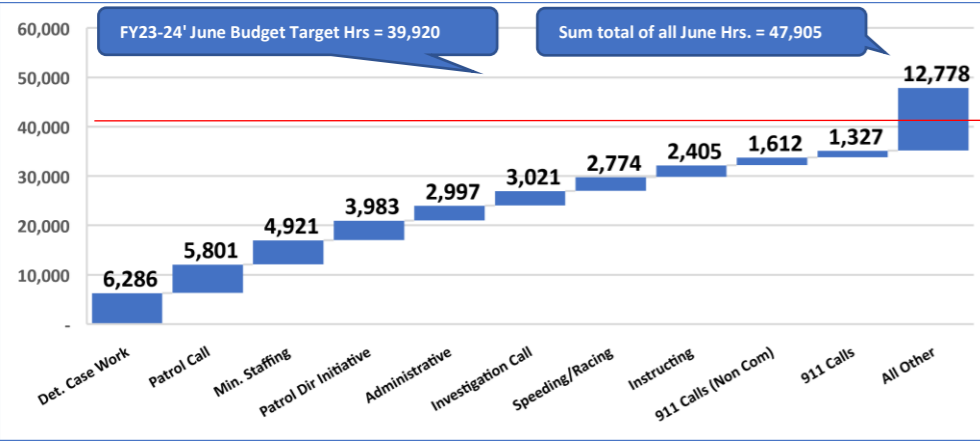 FY23-24' June Budget Target Hrs = 39,920
Sum total of all June Hrs. = 47,905
60,000
50,000
40,000
30,000
20,000
10,000
-
6,286
5,801
4,921
3,983
2,997
3,021
2,774
2,405
1,612
1,327
12,778
Det. Case Work
Patrol Call
Min. Staffing
Patrol Dir Initiative
Administrative
Investigation Call
Speeding/Racing
Instructing
911 Calls (Non Com)
911 Calls
All Other